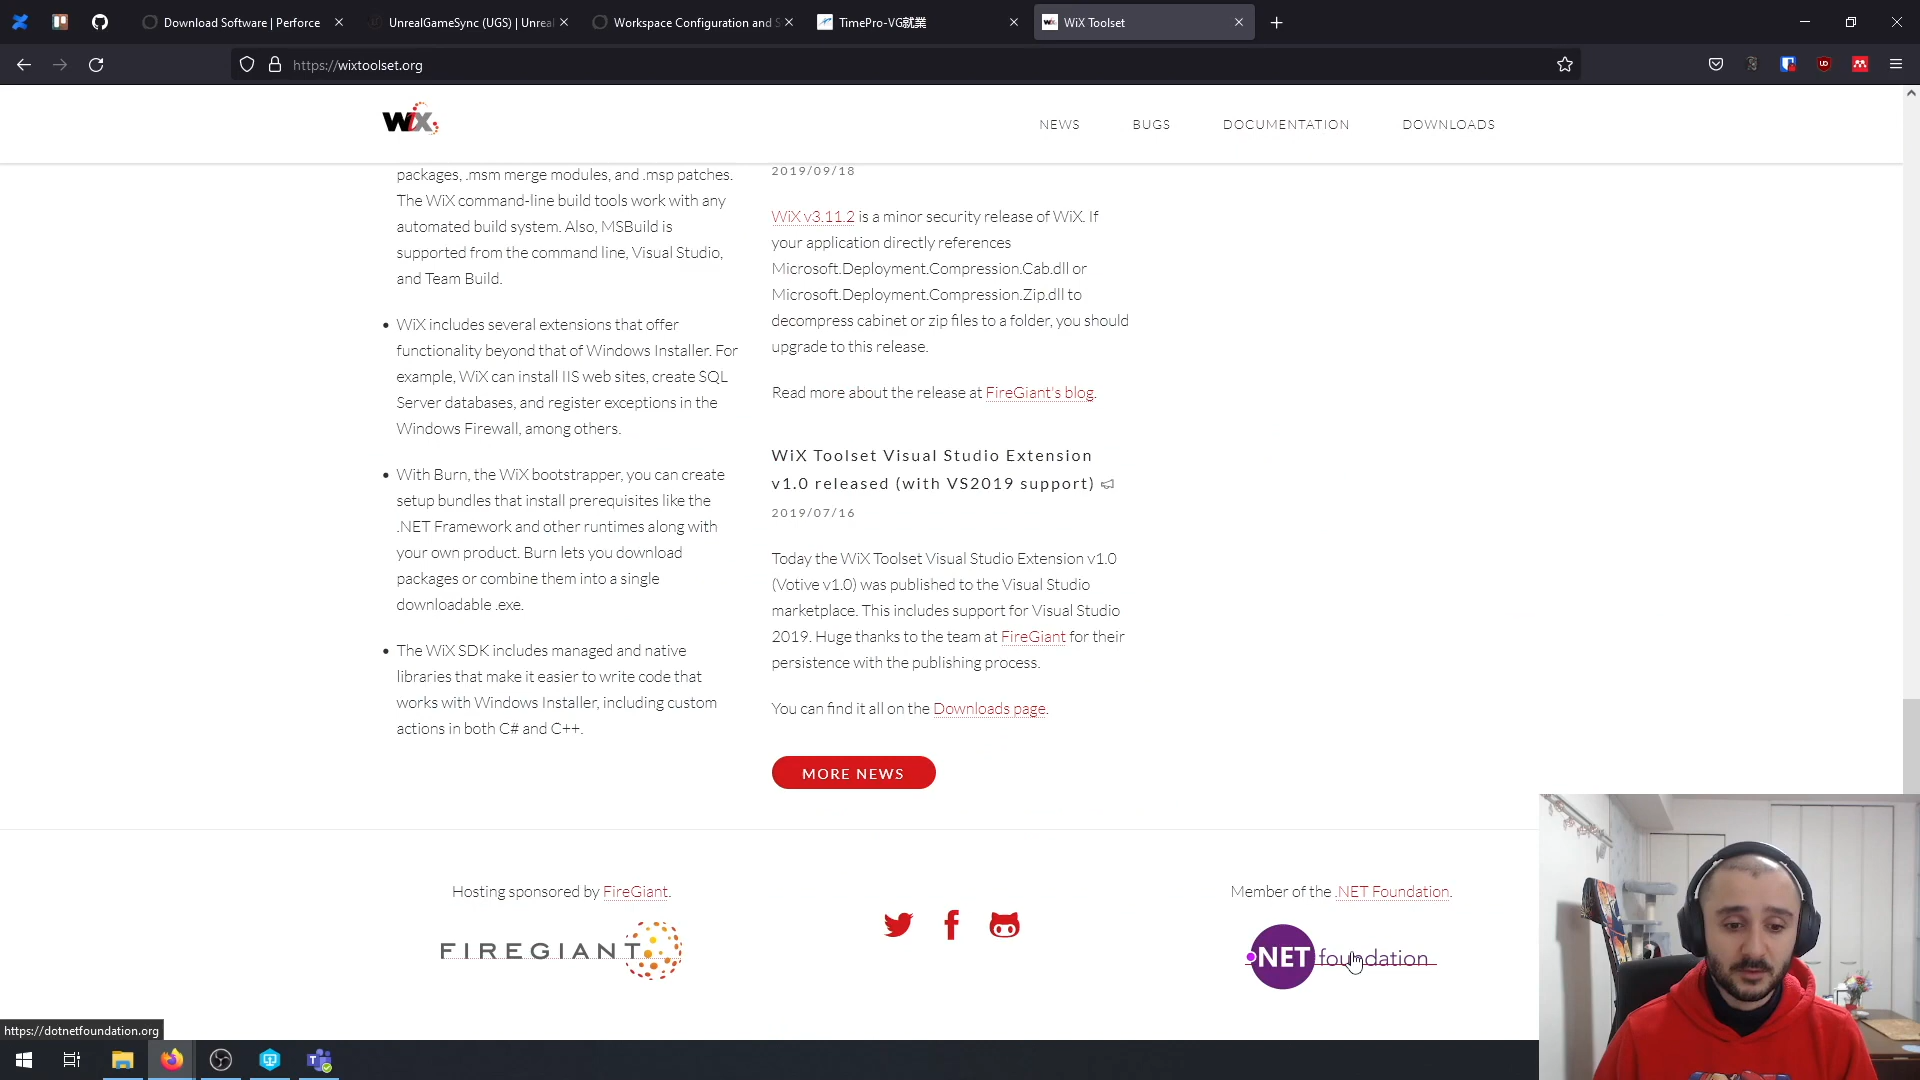 Download Software | Perforce
UnrealGameSync (UGS) | Unreal
Workspace Configuration and S
TimePro-VG就業
WiX Toolset
https://wixtoolset.org
WiX
NEWS
BUGS
DOCUMENTATION
DOWNLOADS
packages, .msm merge modules, and .msp patches.
The WiX command-line build tools work with any
automated build system. Also, MSBuild is
supported from the command line, Visual Studio,
and Team Build.
• WiX includes several extensions that offer
functionality beyond that of Windows Installer. For
example, WiX can install IIS web sites, create SQL
Server databases, and register exceptions in the
Windows Firewall, among others.
• With Burn, the WiX bootstrapper, you can create
setup bundles that install prerequisites like the
.NET Framework and other runtimes along with
your own product. Burn lets you download
packages or combine them into a single
downloadable .exe.
• The WiX SDK includes managed and native
libraries that make it easier to write code that
works with Windows Installer, including custom
actions in both C# and C++.
2019/09/18
WiX v3.11.2 is a minor security release of WiX. If
your application directly references
Microsoft.Deployment.Compression.Cab.dll or
Microsoft.Deployment.Compression.Zip.dll to
decompress cabinet or zip files to a folder, you should
upgrade to this release.
Read more about the release at FireGiant's blog.
WiX Toolset Visual Studio Extension
v1.0 released (with VS2019 support)
2019/07/16
Today the WiX Toolset Visual Studio Extension v1.0
(Votive v1.0) was published to the Visual Studio
marketplace. This includes support for Visual Studio
2019. Huge thanks to the team at FireGiant for their
persistence with the publishing process.
You can find it all on the Downloads page.
MORE NEWS
Hosting sponsored by FireGiant.
FIREGIANT
Member of the .NET Foundation.
.NET foundation
https://dotnetfoundation.org